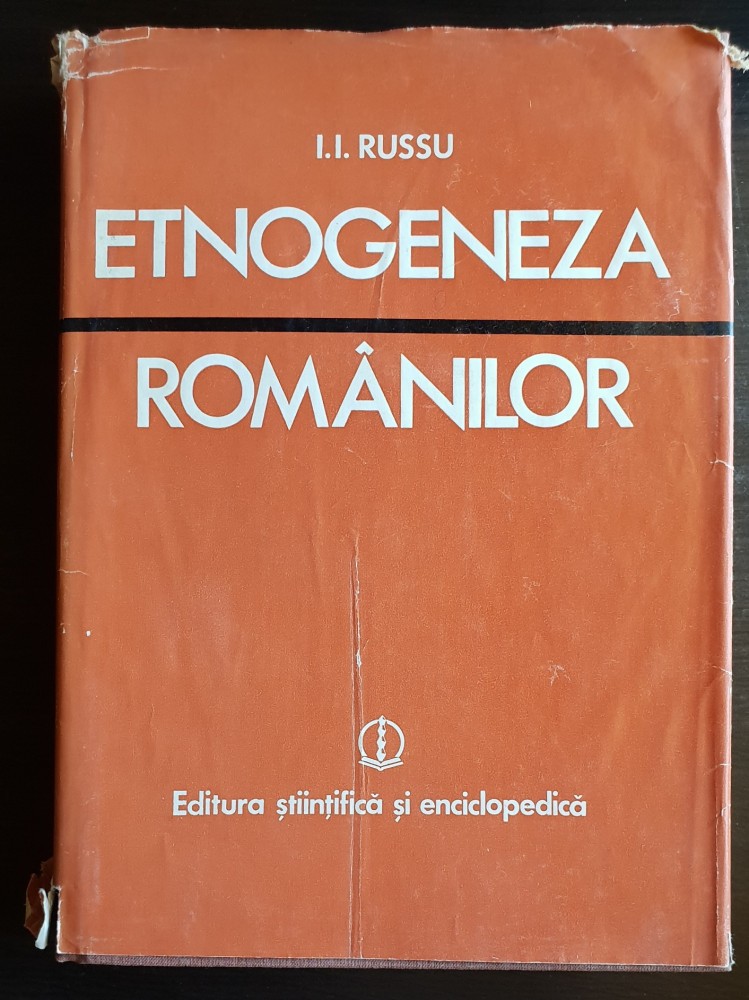 I.I. RUSSU
ETNOGENEZA
ROMÂNILOR
Editura științifică și enciclopedică